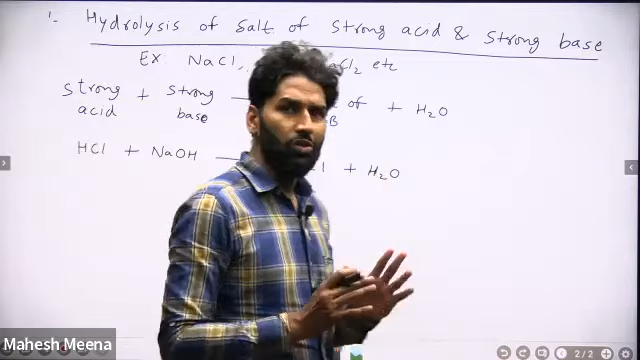 1. Hydrolysis of salt of strong acid & strong base
Ex. NaCl, aCl2 etc
strong acid + strong base — of B + H2O
HCl + NaOH — l + H2O
Mahesh Meena
2/2